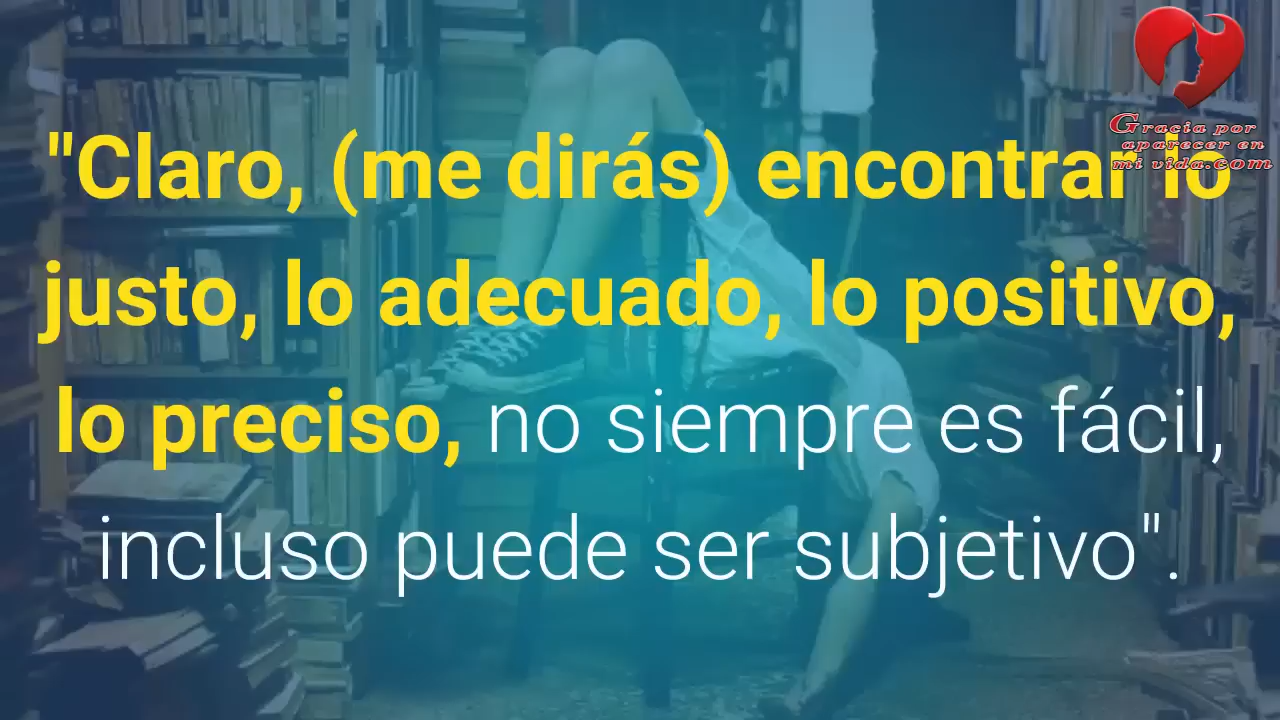 "Claro, (me dirás) encontrar lo
justo, lo adecuado, lo positivo,
lo preciso, no siempre es fácil,
incluso puede ser subjetivo".
Gracia por
aparecer en
mi vida.com